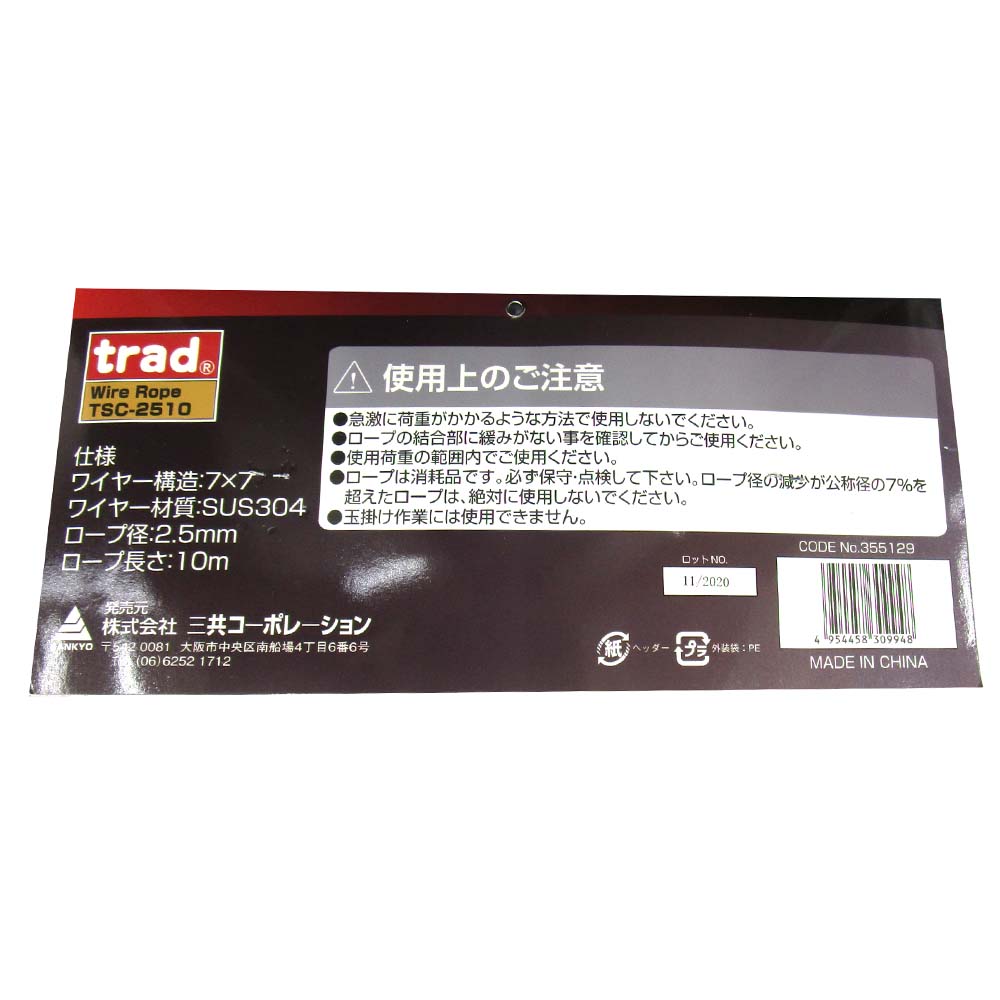 trad®
Wire Rope
TSC-2510
仕様
ワイヤー構造:7×7
ワイヤー材質:SUS304
ロープ径:2.5mm
ロープ長さ:10m
使用上のご注意
●急激に荷重がかかるような方法で使用しないでください。
●ロープの結合部に緩みがない事を確認してからご使用ください。
●使用荷重の範囲内でご使用ください。
●ロープは消耗品です。必ず保守・点検して下さい。ロープ径の減少が公称径の7%を
超えたロープは、絶対に使用しないでください。
●玉掛け作業には使用できません。
発売元
株式会社 三共コーポレーション
SANKYO
〒542 0081 大阪市中央区南船場4丁目6番6号
TEL(06)6252 1712
ロットNO.
11/2020
紙 ヘッダー プラ 外装袋:PE
CODE No.355129
4 954458 309948
MADE IN CHINA